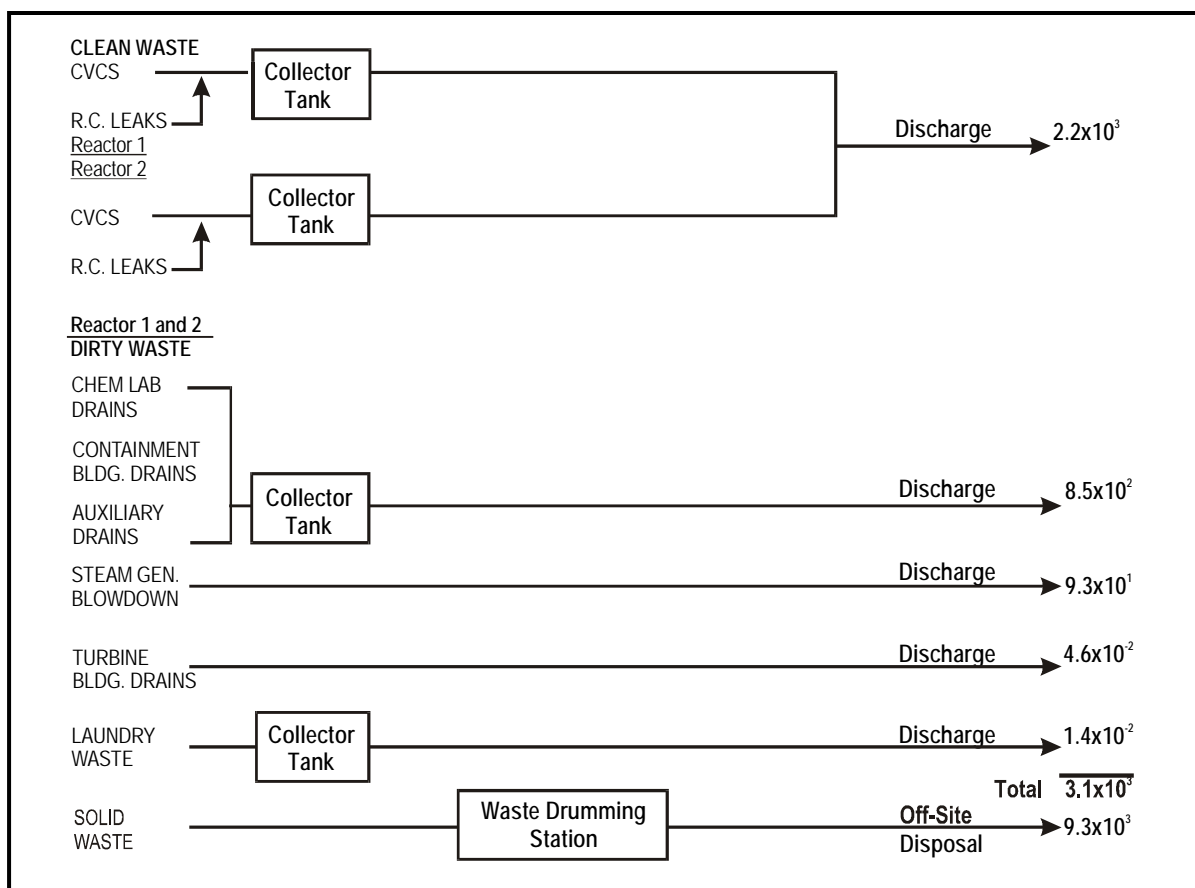 CLEAN WASTE
CVCS
Collector
Tank
R.C. LEAKS
Reactor 1
Reactor 2
Discharge
2.2x10³
CVCS
Collector
Tank
R.C. LEAKS
Reactor 1 and 2
DIRTY WASTE
CHEM LAB
DRAINS
CONTAINMENT
BLDG. DRAINS
AUXILIARY
DRAINS
Collector
Tank
Discharge
8.5x10²
STEAM GEN.
BLOWDOWN
Discharge
9.3x10¹
TURBINE
BLDG. DRAINS
Discharge
4.6x10⁻²
LAUNDRY
WASTE
Collector
Tank
Discharge
1.4x10⁻²
Total 3.1x10³
SOLID
WASTE
Waste Drumming
Station
Off-Site
Disposal
9.3x10³